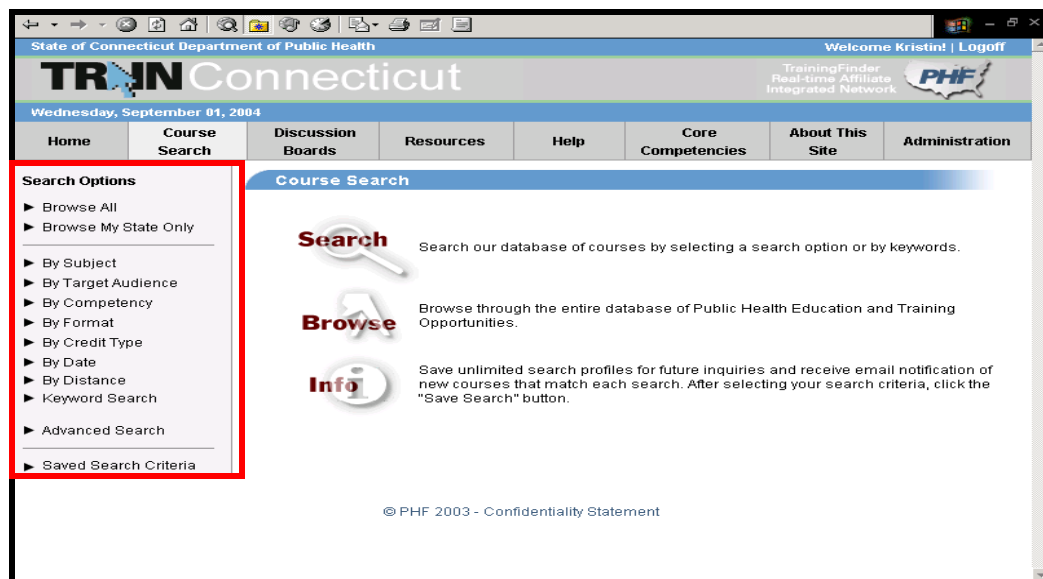 State of Connecticut Department of Public Health
Welcome Kristin! | Logoff
TRAIN Connecticut
TrainingFinder
Real-time Affiliate
Integrated Network
PHF
Wednesday, September 01, 2004
Home
Course
Search
Discussion
Boards
Resources
Help
Core
Competencies
About This
Site
Administration
Search Options
Browse All
Browse My State Only
By Subject
By Target Audience
By Competency
By Format
By Credit Type
By Date
By Distance
Keyword Search
Advanced Search
Saved Search Criteria
Course Search
Search
Search our database of courses by selecting a search option or by keywords.
Browse
Browse through the entire database of Public Health Education and Training
Opportunities.
Info
Save unlimited search profiles for future inquiries and receive email notification of
new courses that match each search. After selecting your search criteria, click the
"Save Search" button.
© PHF 2003 - Confidentiality Statement